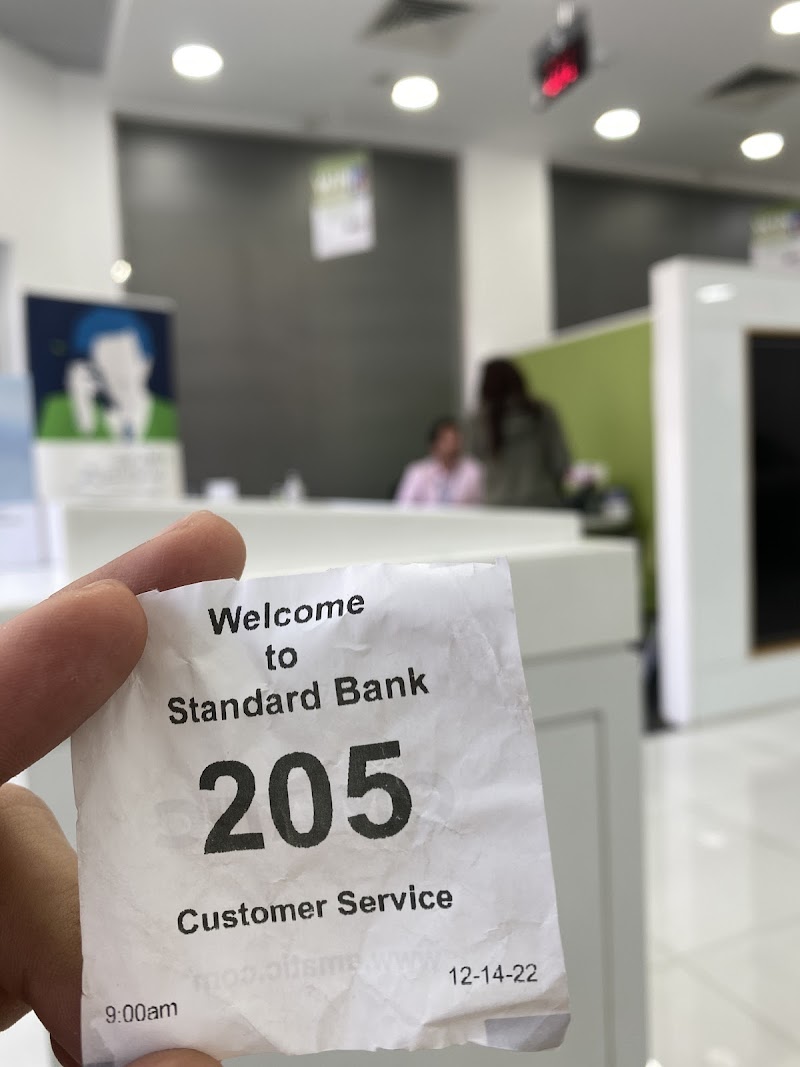 Welcome
to
Standard Bank
205
Customer Service
12-14-22
9:00am